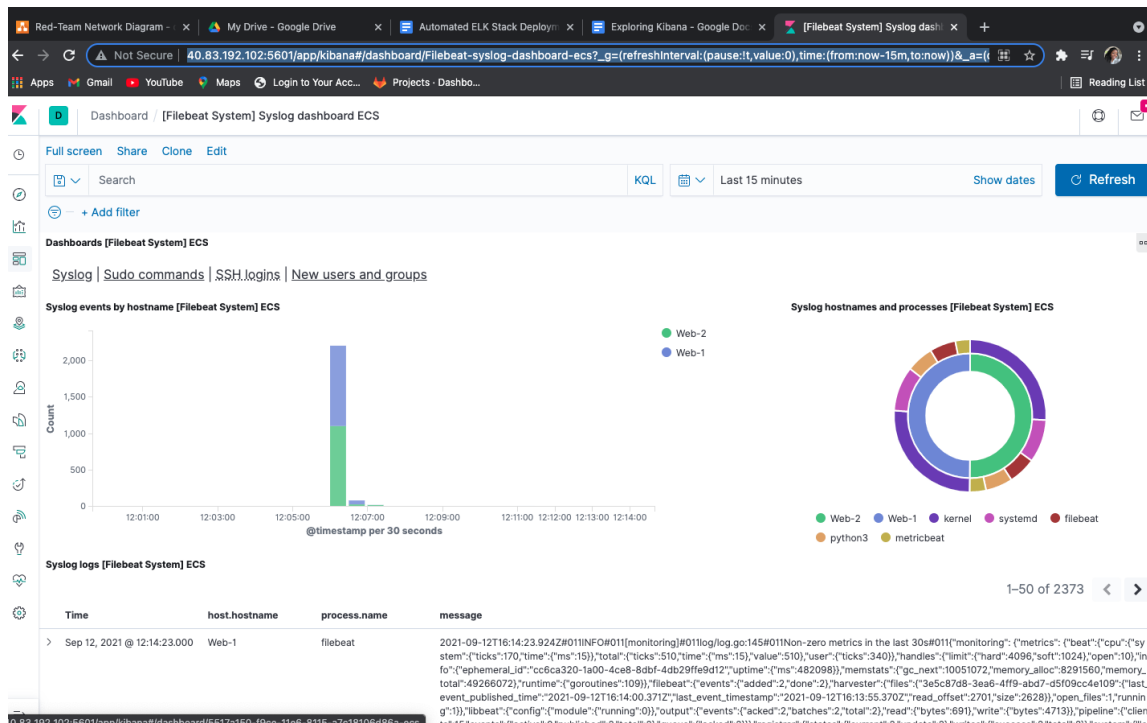 Red-Team Network Diagram -
My Drive - Google Drive
Automated ELK Stack Deploym
Exploring Kibana - Google Doc
[Filebeat System] Syslog dash
Not Secure
40.83.192.102:5601/app/kibana#/dashboard/Filebeat-syslog-dashboard-ecs?_g=(refreshInterval:(pause:!t,value:0),time:(from:now-15m,to:now))&_a=(
Apps
Gmail
YouTube
Maps
Login to Your Acc...
Projects - Dashbo...
Reading List
D
Dashboard / [Filebeat System] Syslog dashboard ECS
Full screen Share Clone Edit
Search
KQL
Last 15 minutes
Show dates
Refresh
+ Add filter
Dashboards [Filebeat System] ECS
Syslog | Sudo commands | SSH logins | New users and groups
Syslog events by hostname [Filebeat System] ECS
Web-2
Web-1
2,000
1,500
1,000
500
0
Count
12:01:00 12:03:00 12:05:00 12:07:00 12:09:00 12:11:00 12:12:00 12:13:00 12:14:00
@timestamp per 30 seconds
Syslog hostnames and processes [Filebeat System] ECS
Web-2 Web-1 kernel systemd filebeat
python3 metricbeat
Syslog logs [Filebeat System] ECS
1–50 of 2373
Time host.hostname process.name message
Sep 12, 2021 @ 12:14:23.000 Web-1 filebeat
2021-09-12T16:14:23.924Z#011INFO#011[monitoring]#011log/log.go:145#011Non-zero metrics in the last 30s#011{"monitoring": {"metrics": {"beat":{"cpu":{"sy
stem":{"ticks":170,"time":{"ms":15}},"total":{"ticks":510,"time":{"ms":15},"value":510},"user":{"ticks":340}},"handles":{"limit":{"hard":4096,"soft":1024},"open":10},"in
fo":{"ephemeral_id":"cc6ca320-1a00-4ce8-8dbf-4db29ffe9d12","uptime":{"ms":482098}},"memstats":{"gc_next":10051072,"memory_alloc":8291560,"memory_
total":49266072},"runtime":{"goroutines":109}},"filebeat":{"events":{"added":2,"done":2},"harvester":{"files":{"3e5c87d8-3ea6-4ff9-abd7-d5f09cc4e109":{"last_
event_published_time":"2021-09-12T16:14:00.371Z","last_event_timestamp":"2021-09-12T16:13:55.370Z","read_offset":2701,"size":2628}},"open_files":1,"runnin
g":1}},"libbeat":{"config":{"module":{"running":0}},"output":{"events":{"acked":2,"batches":2,"total":2},"read":{"bytes":691},"write":{"bytes":4713}},"pipeline":{"clien